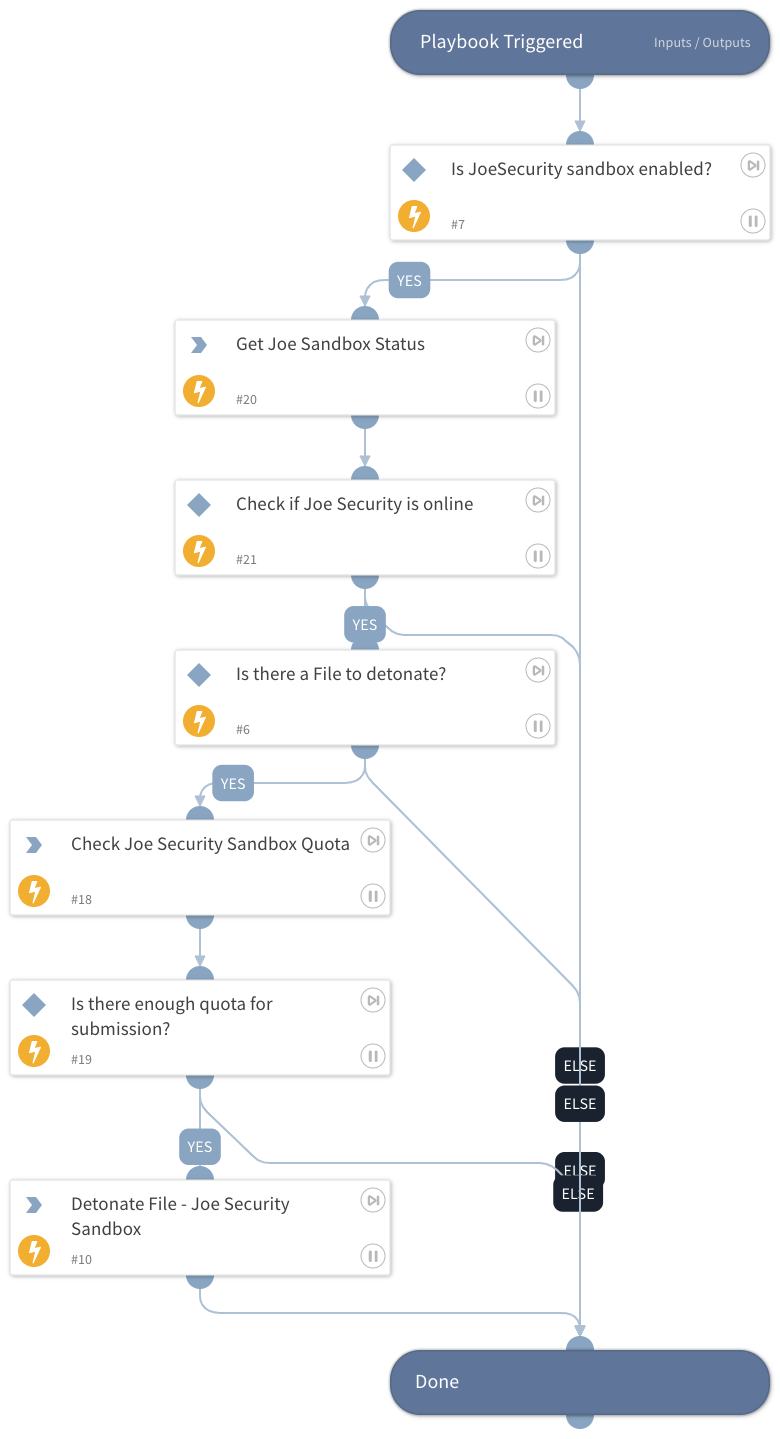 Playbook Triggered
Inputs / Outputs
Is JoeSecurity sandbox enabled?
#7
YES
Get Joe Sandbox Status
#20
Check if Joe Security is online
#21
YES
Is there a File to detonate?
#6
YES
Check Joe Security Sandbox Quota
#18
Is there enough quota for
submission?
#19
ELSE
ELSE
YES
ELSE
ELSE
Detonate File - Joe Security
Sandbox
#10
Done